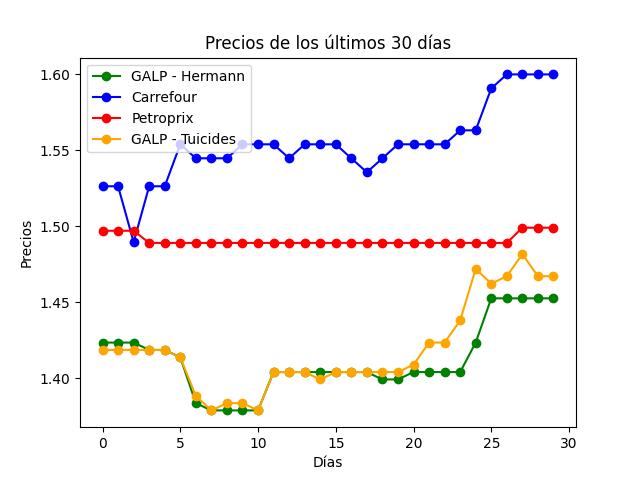 Precios de los últimos 30 días
GALP - Hermann
Carrefour
Petroprix
GALP - Tuicides
Precios
1.60
1.55
1.50
1.45
1.40
0 5 10 15 20 25 30
Días